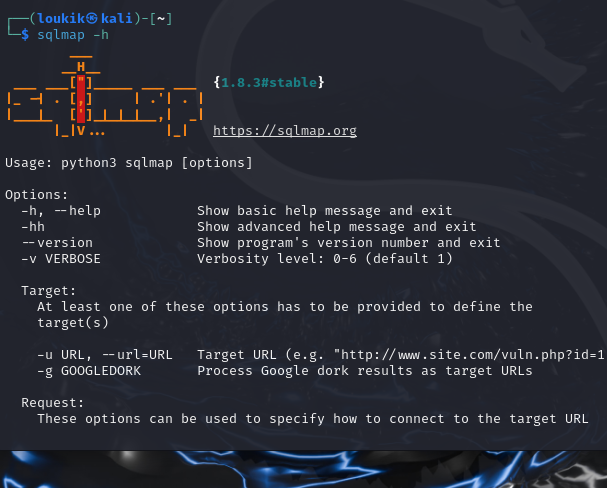 ┌──(loukik㉿kali)-[~]
└─$ sqlmap -h
        ___
       __H__
 ___ ___["]_____ ___ ___  {1.8.3#stable}
|_ -| . [,]     | .'| . |
|___|_  [']_|_|_|__,|  _|
      |_|V...       |_|   https://sqlmap.org
Usage: python3 sqlmap [options]
Options:
-h, --help Show basic help message and exit
-hh Show advanced help message and exit
--version Show program's version number and exit
-v VERBOSE Verbosity level: 0-6 (default 1)
Target:
At least one of these options has to be provided to define the
target(s)
-u URL, --url=URL Target URL (e.g. "http://www.site.com/vuln.php?id=1
-g GOOGLEDORK Process Google dork results as target URLs
Request:
These options can be used to specify how to connect to the target URL